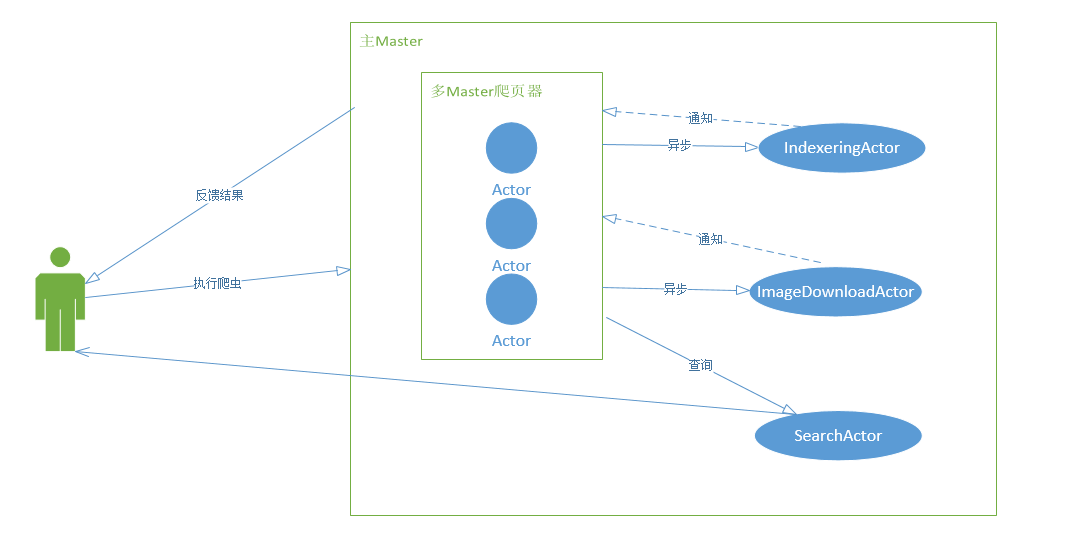 主Master
多Master爬页器
通知
IndexeringActor
异步
Actor
反馈结果
Actor
通知
执行爬虫
异步
ImageDownloadActor
Actor
查询
SearchActor